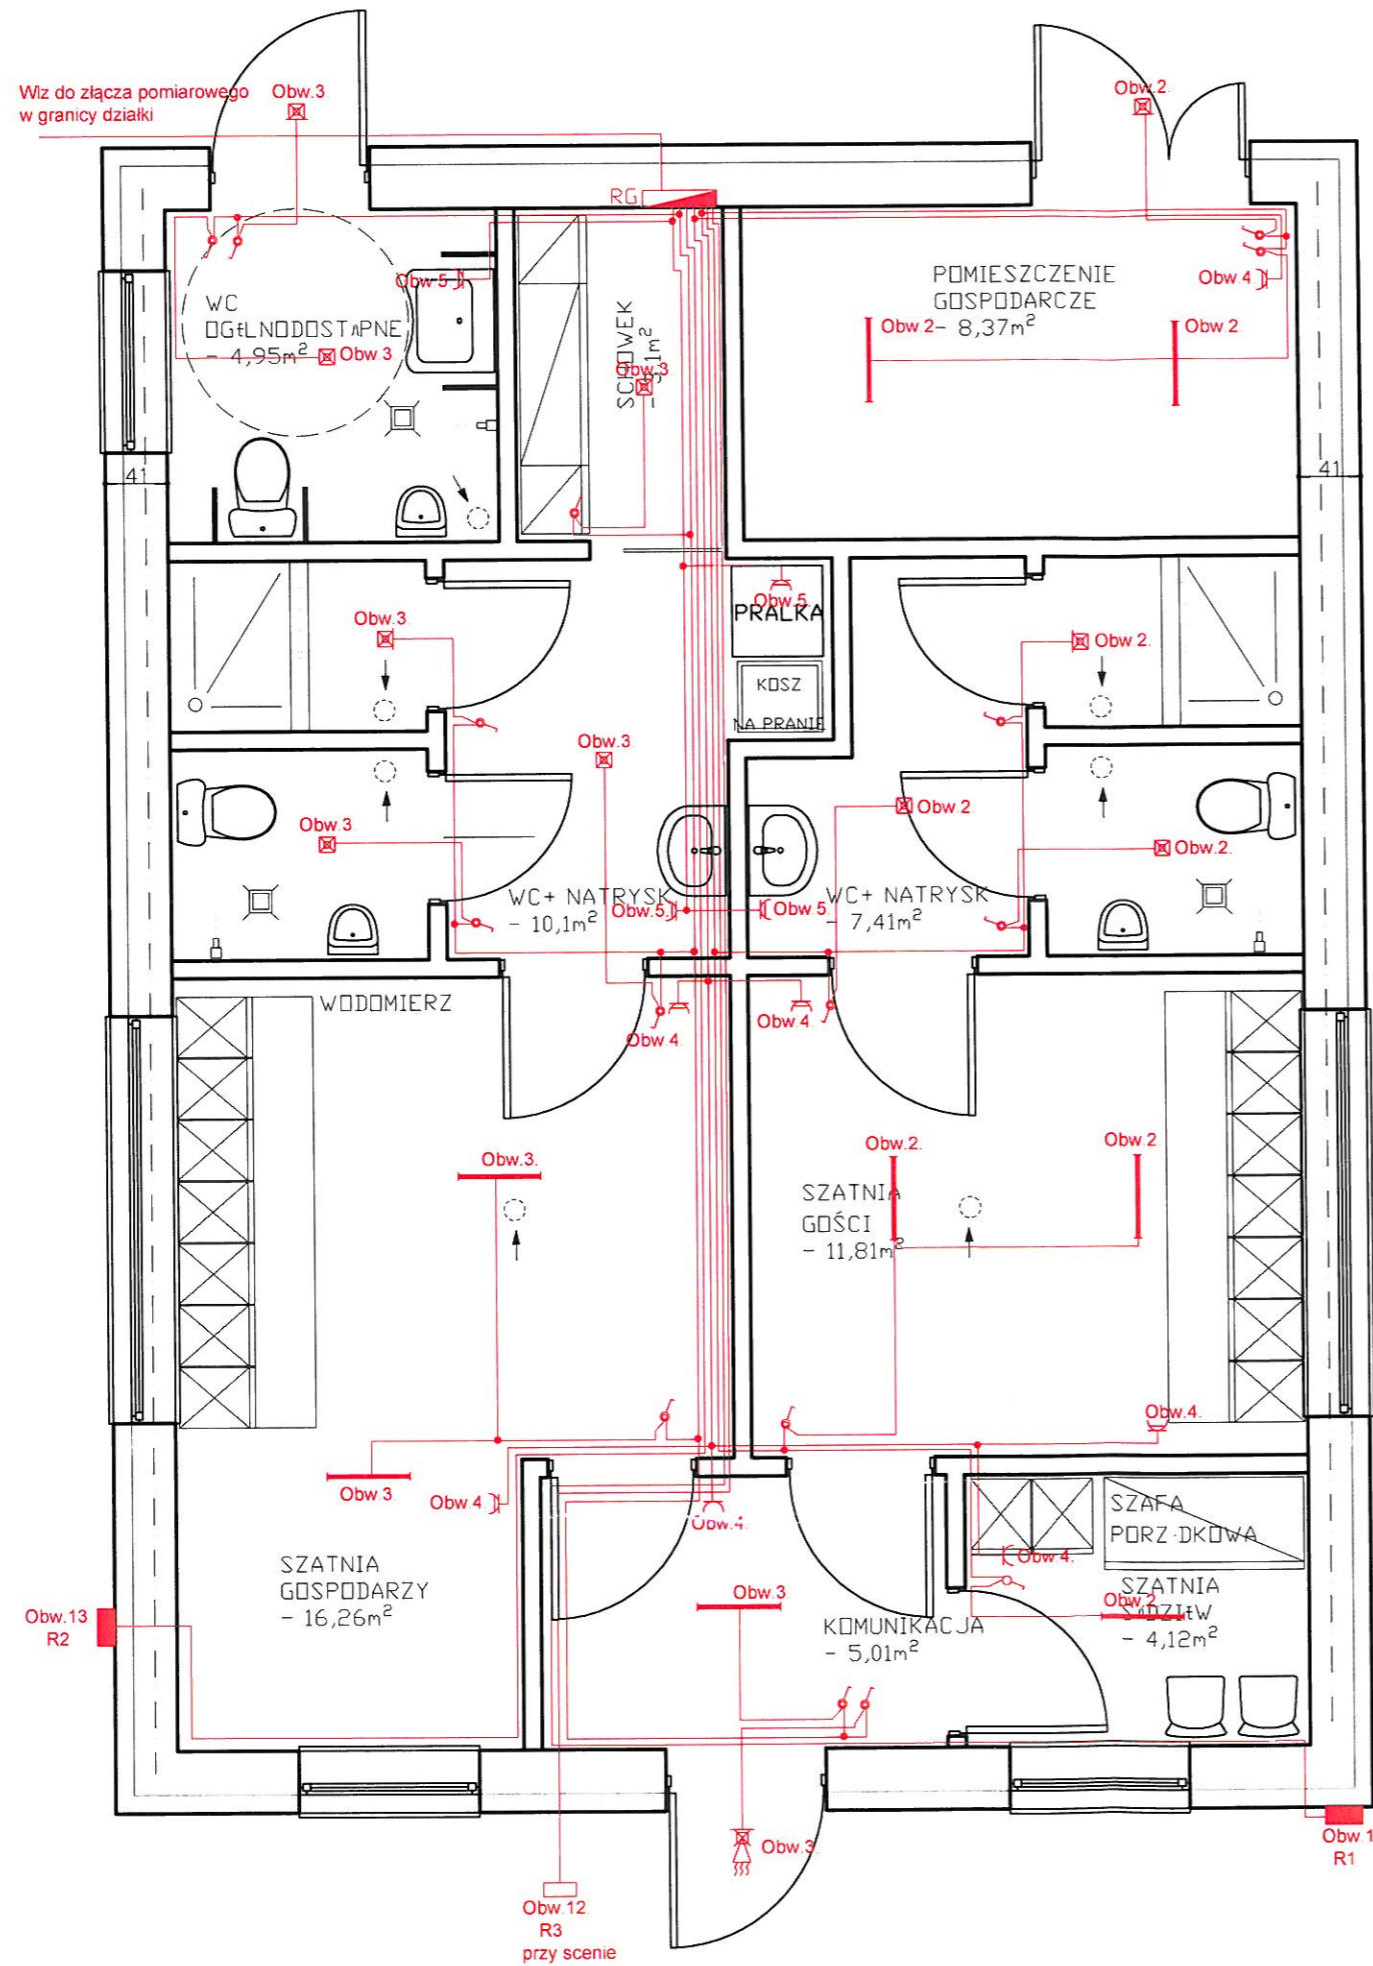 Wlz do złącza pomiarowego
w granicy działki
Obw.3
Obw.2
RG
WC
OGŁLNODOSTĄPNE
- 4,95m²
Obw.5
Obw.3
SCHOWEK
Obw.3
POMIESZCZENIE
GOSPODARCZE
- 8,37m²
Obw.4
Obw.2
Obw.2
41
41
Obw.5
PRALKA
KOSZ
NA PRANIE
Obw.3
Obw.2.
Obw.3
Obw.3
Obw.2
Obw.2.
WC+ NATRYSK
- 10,1m²
Obw.5.
Obw.5
WC+ NATRYSK
- 7,41m²
WODOMIERZ
Obw.4
Obw.4
Obw.3.
Obw.2.
Obw.2
SZATNIA
GOŚCI
- 11,81m²
Obw.4.
Obw.3
Obw.4
Obw.4.
SZAFA
PORZ DKOWA
Obw.4.
SZATNIA
GOSPODARZY
- 16,26m²
Obw.3
KOMUNIKACJA
- 5,01m²
SZATNIA
Obw.2
- 4,12m²
Obw.13
R2
Obw.3
Obw.1
R1
Obw.12
R3
przy scenie